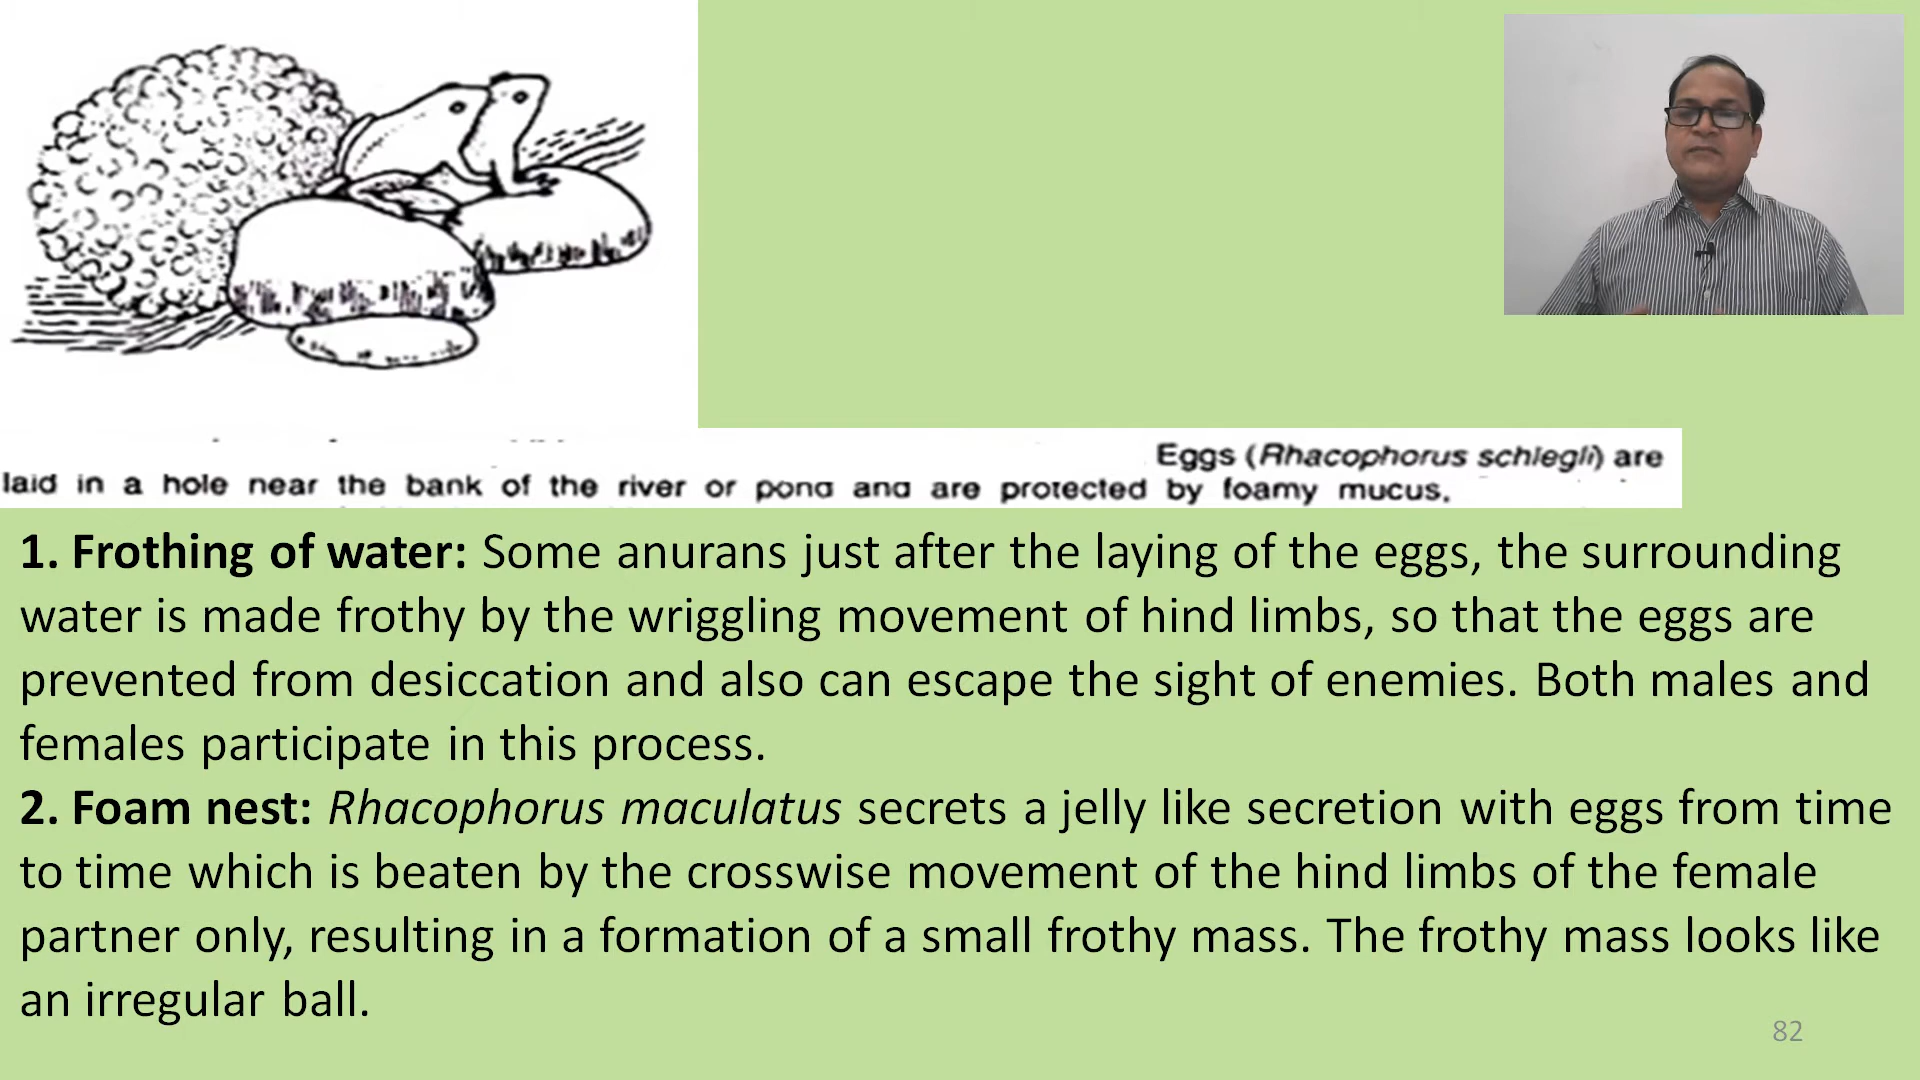 Eggs (Rhacophorus schlegli) are
laid in a hole near the bank of the river or pond and are protected by foamy mucus.
1. Frothing of water: Some anurans just after the laying of the eggs, the surrounding
water is made frothy by the wriggling movement of hind limbs, so that the eggs are
prevented from desiccation and also can escape the sight of enemies. Both males and
females participate in this process.
2. Foam nest: Rhacophorus maculatus secrets a jelly like secretion with eggs from time
to time which is beaten by the crosswise movement of the hind limbs of the female
partner only, resulting in a formation of a small frothy mass. The frothy mass looks like
an irregular ball.
82